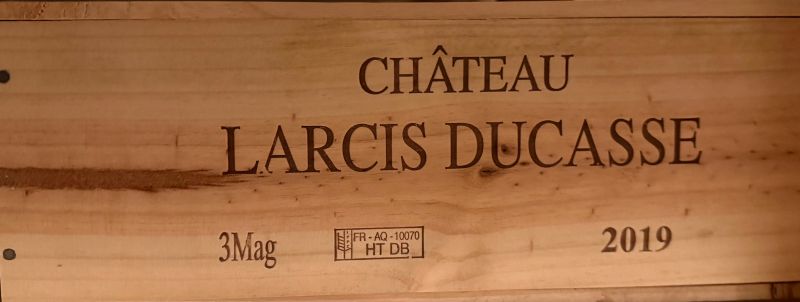 CHÂTEAU
LARCIS DUCASSE
3Mag
FR - AQ - 10070
HT DB
2019